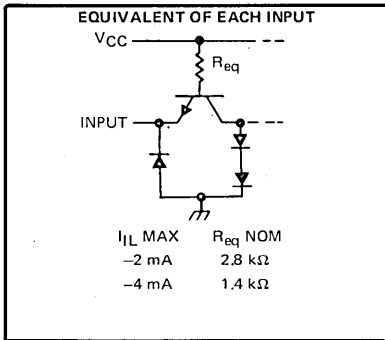 EQUIVALENT OF EACH INPUT
VCC
Req
INPUT
IIL MAX Req NOM
−2 mA 2.8 kΩ
−4 mA 1.4 kΩ